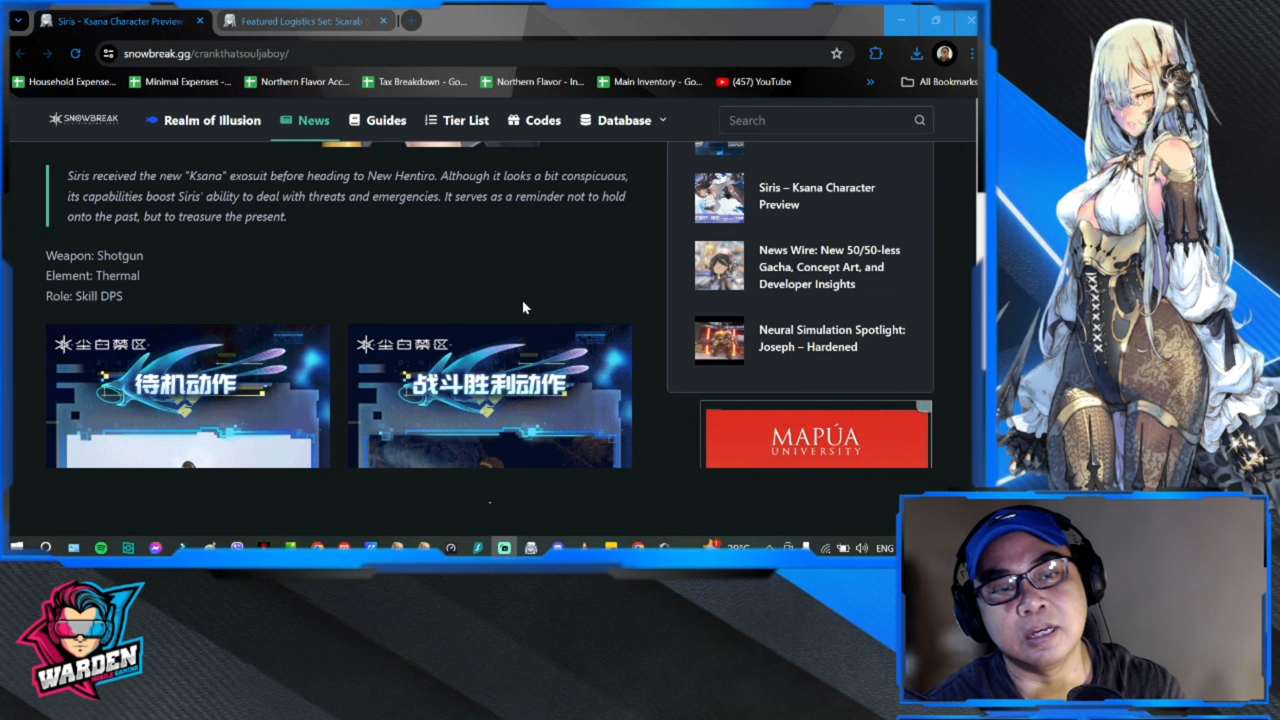 Siris - Ksana Character Preview
Featured Logistics Set: Scarab
snowbreak.gg/crankthatsouljaboy/
Household Expense...
Minimal Expenses -...
Northern Flavor Acc...
Tax Breakdown - Go...
Northern Flavor - In...
Main Inventory - Go...
(457) YouTube
All Bookmarks
SNOWBREAK
Realm of Illusion
News
Guides
Tier List
Codes
Database
Search
Siris received the new "Ksana" exosuit before heading to New Hentiro. Although it looks a bit conspicuous,
its capabilities boost Siris' ability to deal with threats and emergencies. It serves as a reminder not to hold
onto the past, but to treasure the present.
Weapon: Shotgun
Element: Thermal
Role: Skill DPS
尘白禁区
待机动作
尘白禁区
战斗胜利动作
Siris – Ksana Character
Preview
News Wire: New 50/50-less
Gacha, Concept Art, and
Developer Insights
Neural Simulation Spotlight:
Joseph – Hardened
MAPÚA
UNIVERSITY
ENG
WARDEN
MOBILE GAMING